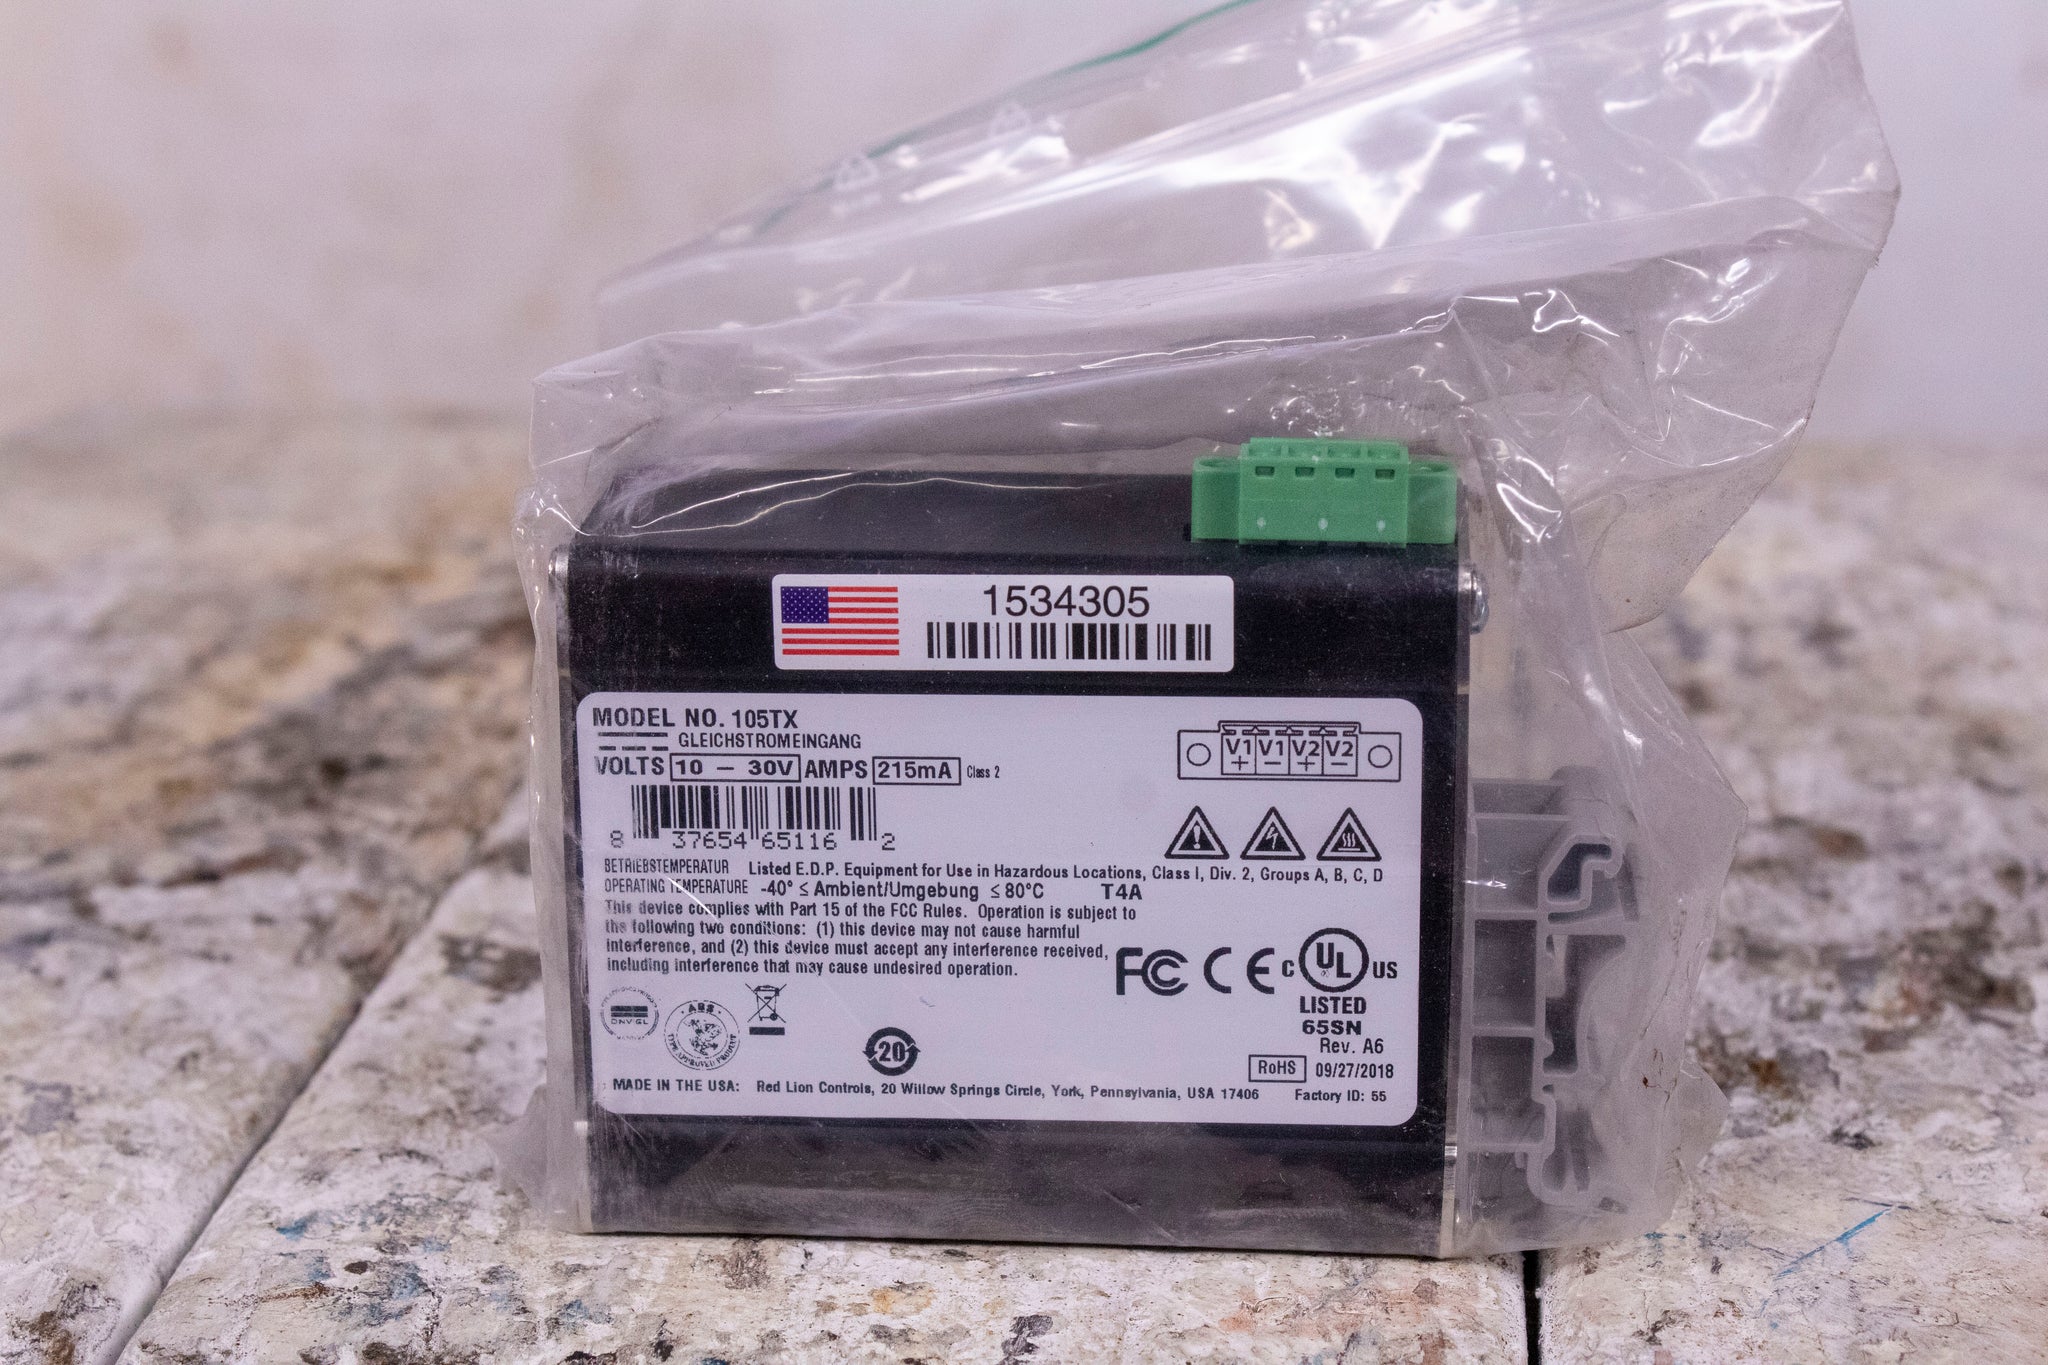 1534305
MODEL NO. 105TX
GLEICHSTROMEINGANG
VOLTS 10 — 30V AMPS 215mA Class 2
V1 V1 V2 V2
+ − + −
8 37654 65116 2
BETRIEBSTEMPERATUR Listed E.D.P. Equipment for Use in Hazardous Locations, Class I, Div. 2, Groups A, B, C, D
OPERATING TEMPERATURE -40° ≤ Ambient/Umgebung ≤ 80°C T4A
This device complies with Part 15 of the FCC Rules. Operation is subject to
the following two conditions: (1) this device may not cause harmful
interference, and (2) this device must accept any interference received,
including interference that may cause undesired operation.
FC CE c UL US
LISTED
65SN
Rev. A6
DNV·GL
ABS
TYPE APPROVED PRODUCT
20
RoHS 09/27/2018
MADE IN THE USA: Red Lion Controls, 20 Willow Springs Circle, York, Pennsylvania, USA 17406 Factory ID: 55